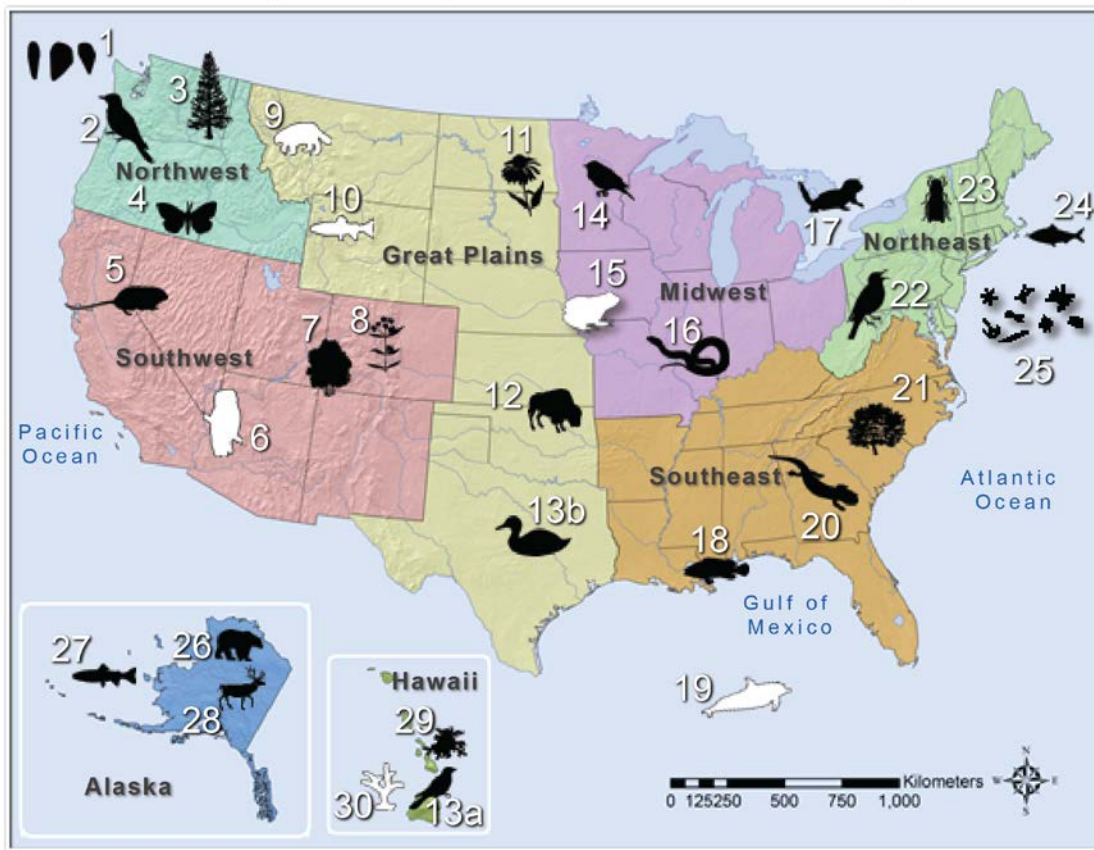 1
2
3
Northwest
4
5
Southwest
6
7
8
9
10
11
Great Plains
12
13b
14
15
Midwest
16
17
18
19
20
Southeast
21
22
Northeast
23
24
25
Pacific
Ocean
Atlantic
Ocean
Gulf of
Mexico
26
27
28
Alaska
Hawaii
29
30
13a
Kilometers
0 125250 500 750 1,000
N
W E
S